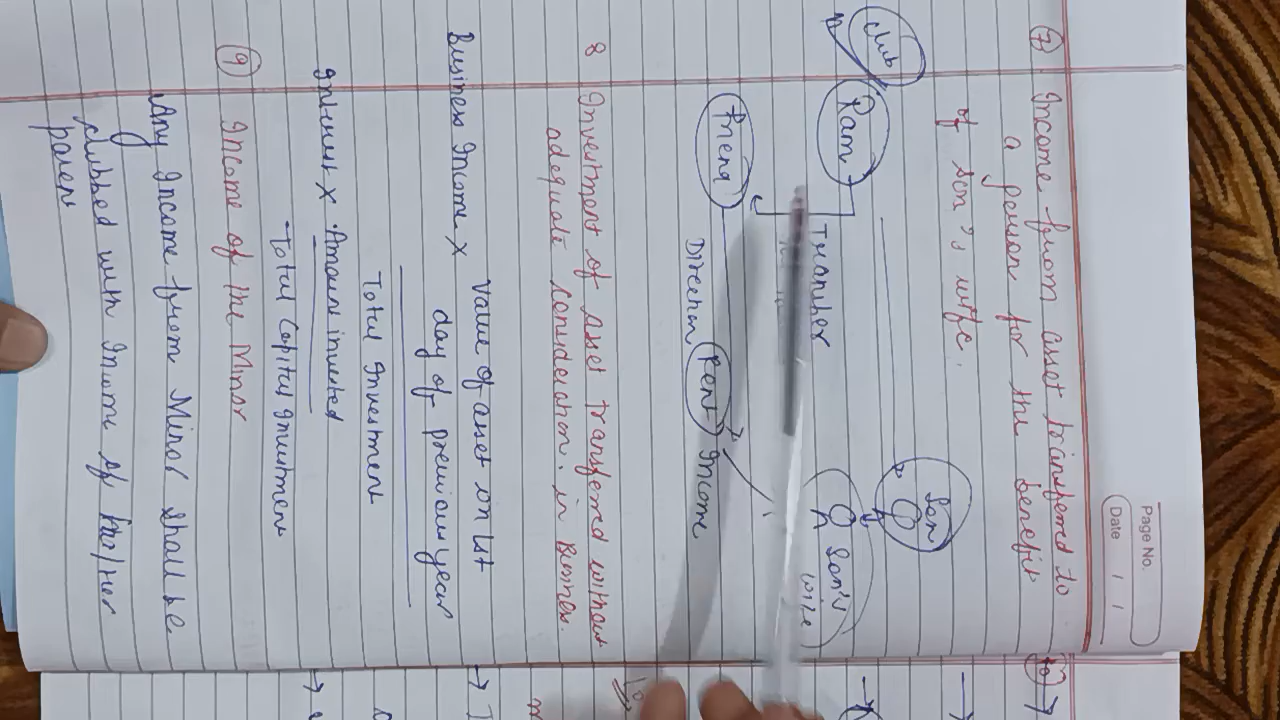 Page No.
Date / /
7 Income from asset transferred to
a person for the benefit
of son's wife.
Club
Ram
Son
Transfer
Son's
wife
Friend
Direction Rent Income
8 Investment of asset transferred without
adequate consideration. in Business.
Business Income x Value of asset on 1st
day of previous year
Total Investment
Interest x Amount invested
Total Capital Investment
9 Income of the Minor
Any Income from Minor shall be
clubbed with Income of his/her
paren
10